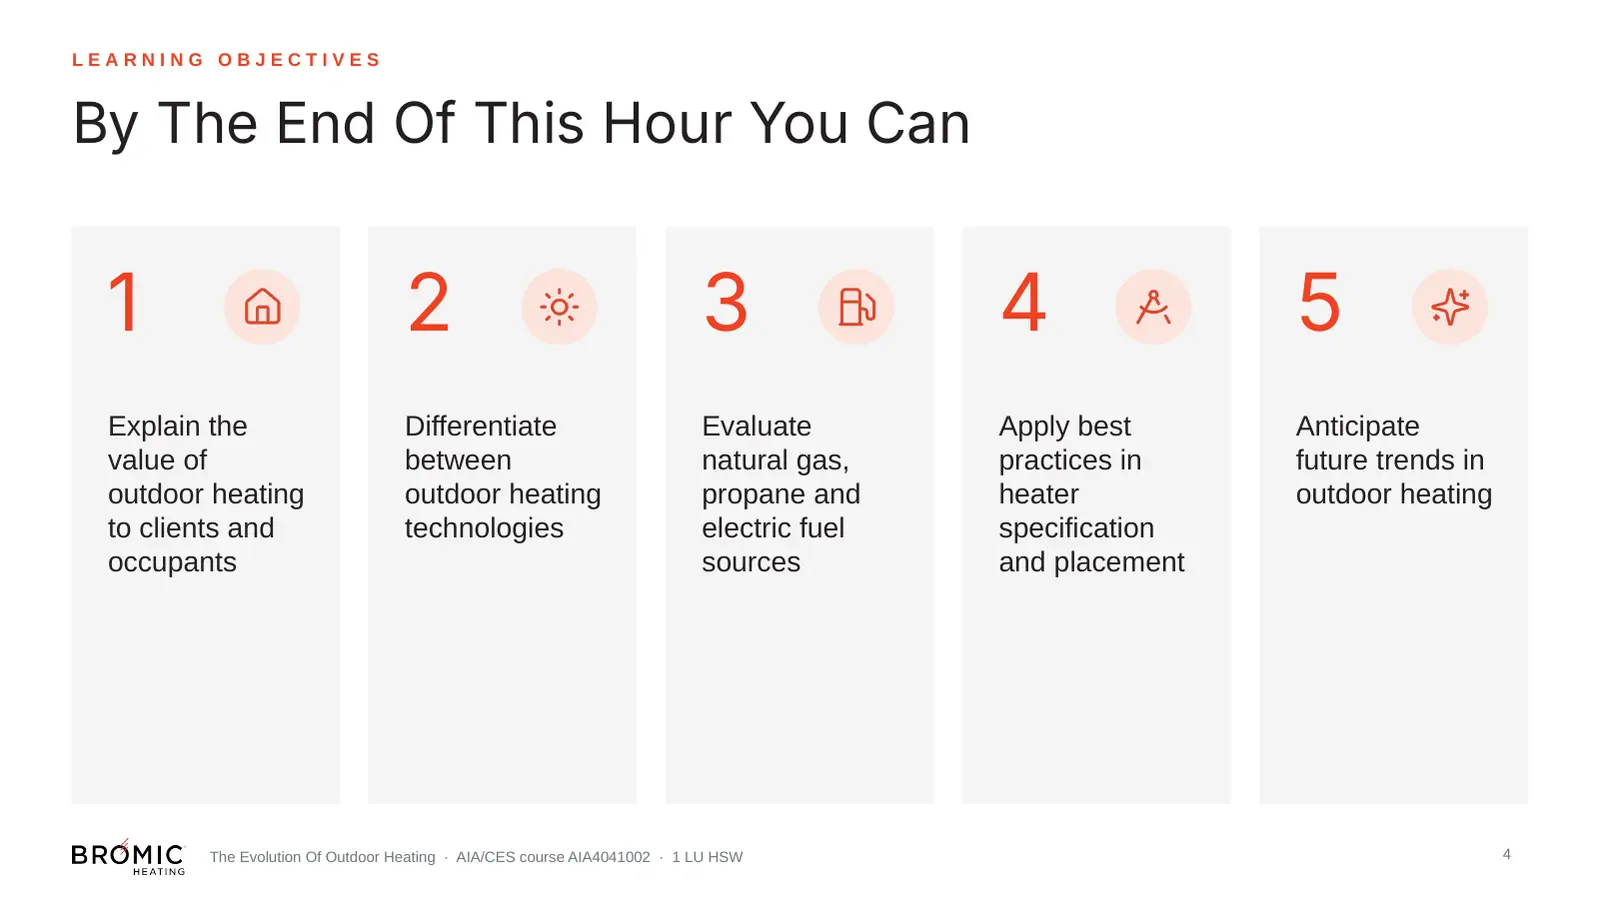 LEARNING OBJECTIVES
By The End Of This Hour You Can
1
Explain the
value of
outdoor heating
to clients and
occupants
2
Differentiate
between
outdoor heating
technologies
3
Evaluate
natural gas,
propane and
electric fuel
sources
4
Apply best
practices in
heater
specification
and placement
5
Anticipate
future trends in
outdoor heating
BROMIC
HEATING
The Evolution Of Outdoor Heating · AIA/CES course AIA4041002 · 1 LU HSW
4